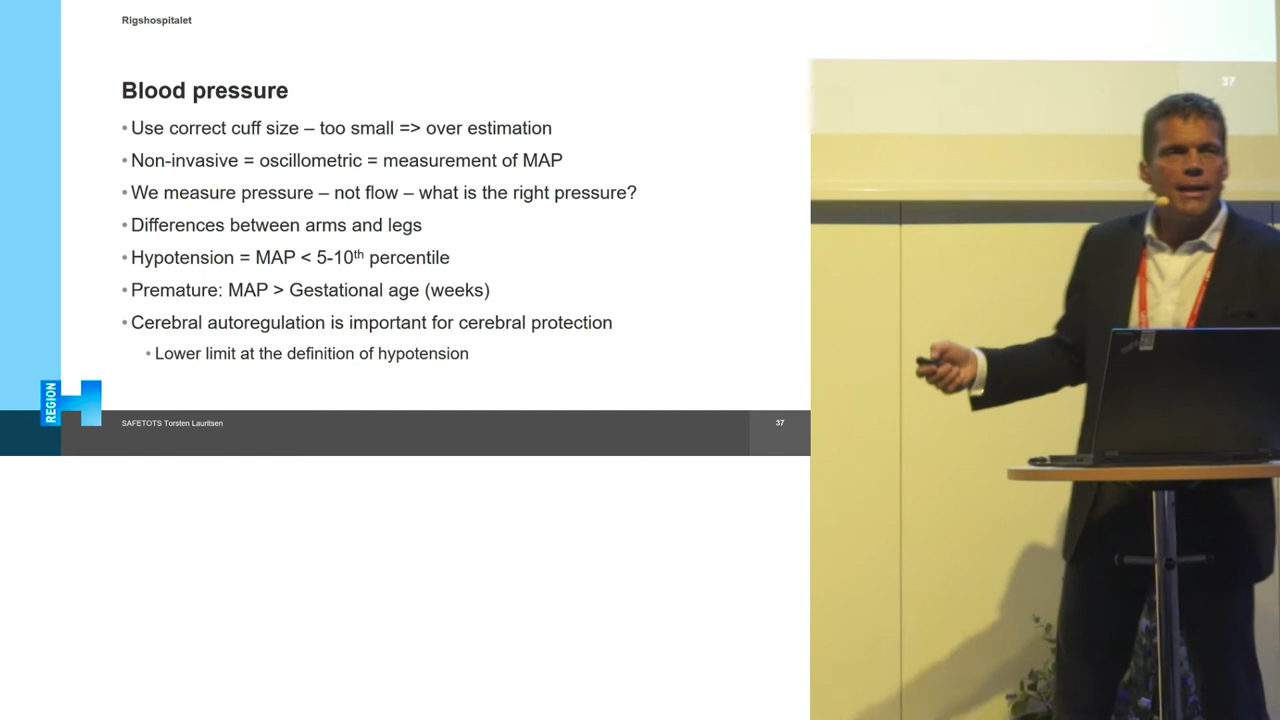 Rigshospitalet
Blood pressure
•Use correct cuff size – too small => over estimation
•Non-invasive = oscillometric = measurement of MAP
•We measure pressure – not flow – what is the right pressure?
•Differences between arms and legs
•Hypotension = MAP < 5-10th percentile
•Premature: MAP > Gestational age (weeks)
•Cerebral autoregulation is important for cerebral protection
•Lower limit at the definition of hypotension
REGION
SAFETOTS Torsten Lauritsen
37
37